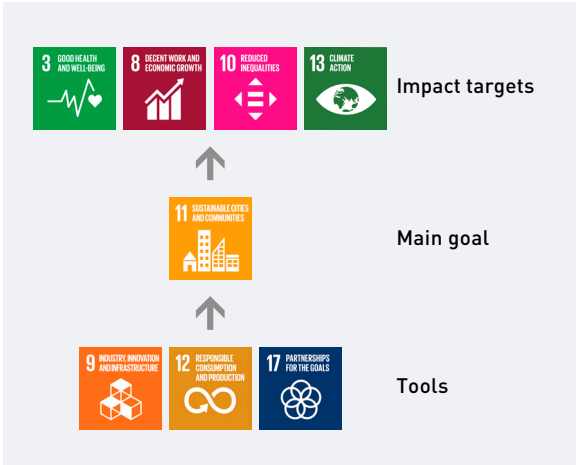 3 GOOD HEALTH
AND WELL-BEING
8 DECENT WORK AND
ECONOMIC GROWTH
10 REDUCED
INEQUALITIES
13 CLIMATE
ACTION
Impact targets
11 SUSTAINABLE CITIES
AND COMMUNITIES
Main goal
9 INDUSTRY, INNOVATION
AND INFRASTRUCTURE
12 RESPONSIBLE
CONSUMPTION
AND PRODUCTION
17 PARTNERSHIPS
FOR THE GOALS
Tools